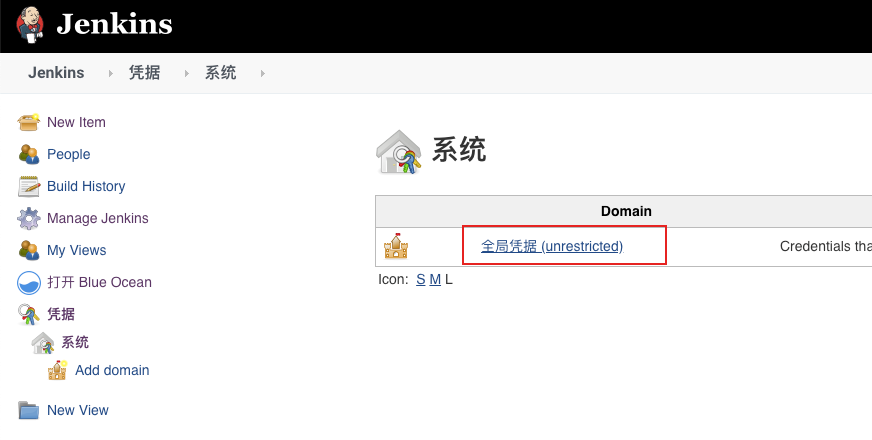 Jenkins
Jenkins 凭据 系统
New Item
People
Build History
Manage Jenkins
My Views
打开 Blue Ocean
凭据
系统
Add domain
New View
系统
Domain
全局凭据 (unrestricted) Credentials tha
Icon: S M L